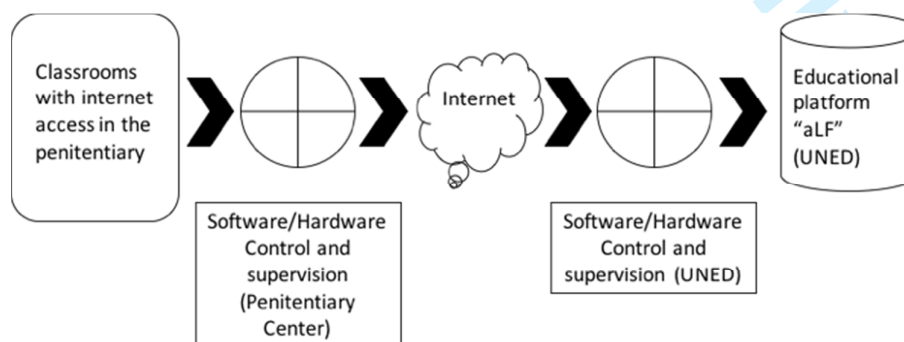 Classrooms
with internet
access in the
penitentiary
Internet
Educational
platform
“aLF”
(UNED)
Software/Hardware
Control and
supervision
(Penitentiary
Center)
Software/Hardware
Control and
supervision (UNED)